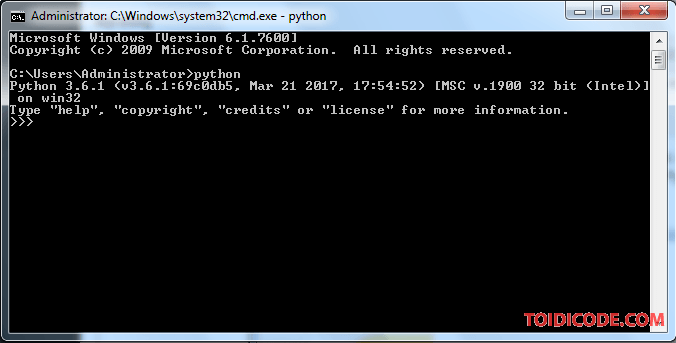 Administrator: C:\Windows\system32\cmd.exe - python
Microsoft Windows [Version 6.1.7600]
Copyright (c) 2009 Microsoft Corporation.  All rights reserved.
C:\Users\Administrator>python
Python 3.6.1 (v3.6.1:69c0db5, Mar 21 2017, 17:54:52) [MSC v.1900 32 bit (Intel)]
 on win32
Type "help", "copyright", "credits" or "license" for more information.
>>>
TOIDICODE.COM